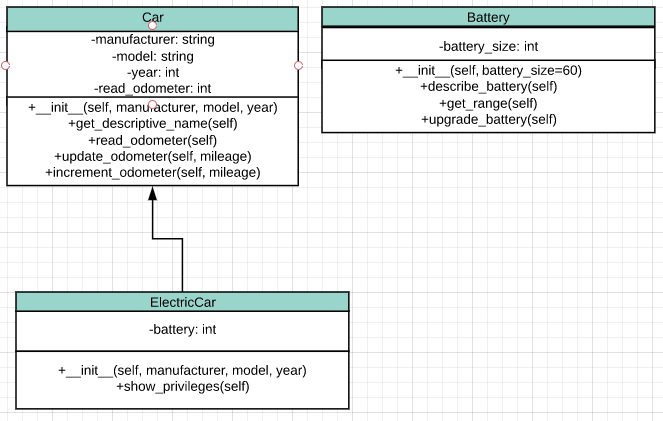 Car
-manufacturer: string
-model: string
-year: int
-read_odometer: int
+__init__(self, manufacturer, model, year)
+get_descriptive_name(self)
+read_odometer(self)
+update_odometer(self, mileage)
+increment_odometer(self, mileage)
Battery
-battery_size: int
+__init__(self, battery_size=60)
+describe_battery(self)
+get_range(self)
+upgrade_battery(self)
ElectricCar
-battery: int
+__init__(self, manufacturer, model, year)
+show_privileges(self)